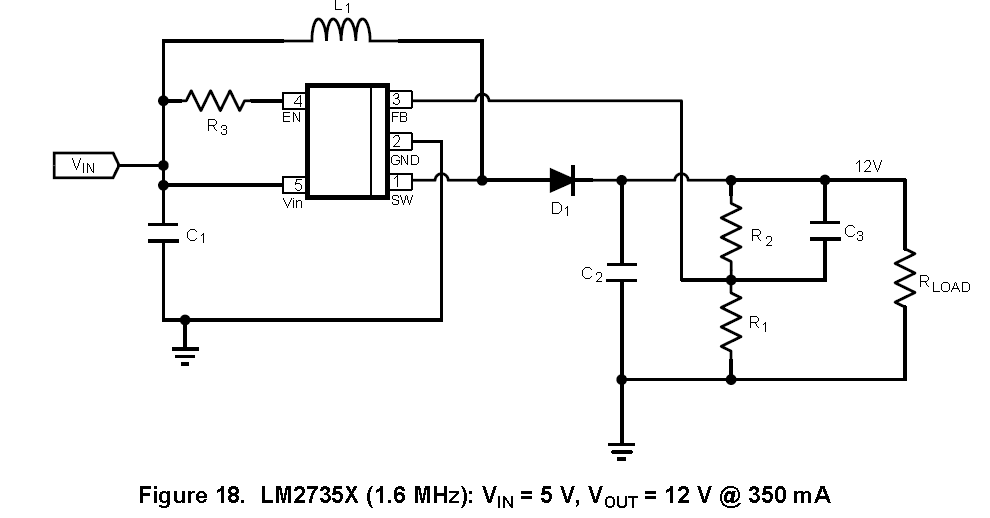 L1
R3
4
EN
3
FB
2
GND
1
SW
5
Vin
VIN
C1
D1
12V
C2
R2
C3
R1
RLOAD
Figure 18. LM2735X (1.6 MHz): VIN = 5 V, VOUT = 12 V @ 350 mA